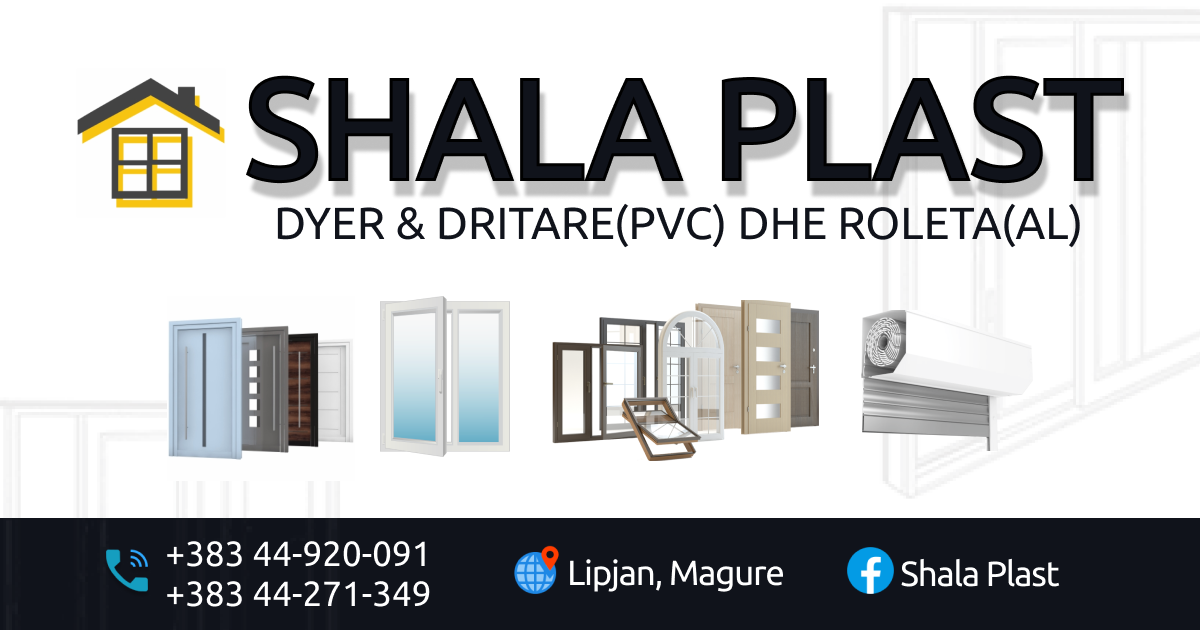 SHALA PLAST
DYER & DRITARE(PVC) DHE ROLETA(AL)
+383 44-920-091
+383 44-271-349
Lipjan, Magure
Shala Plast